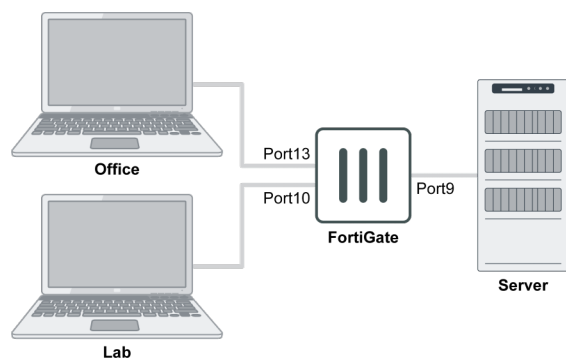 Office
Port13
Port10
Port9
FortiGate
Server
Lab